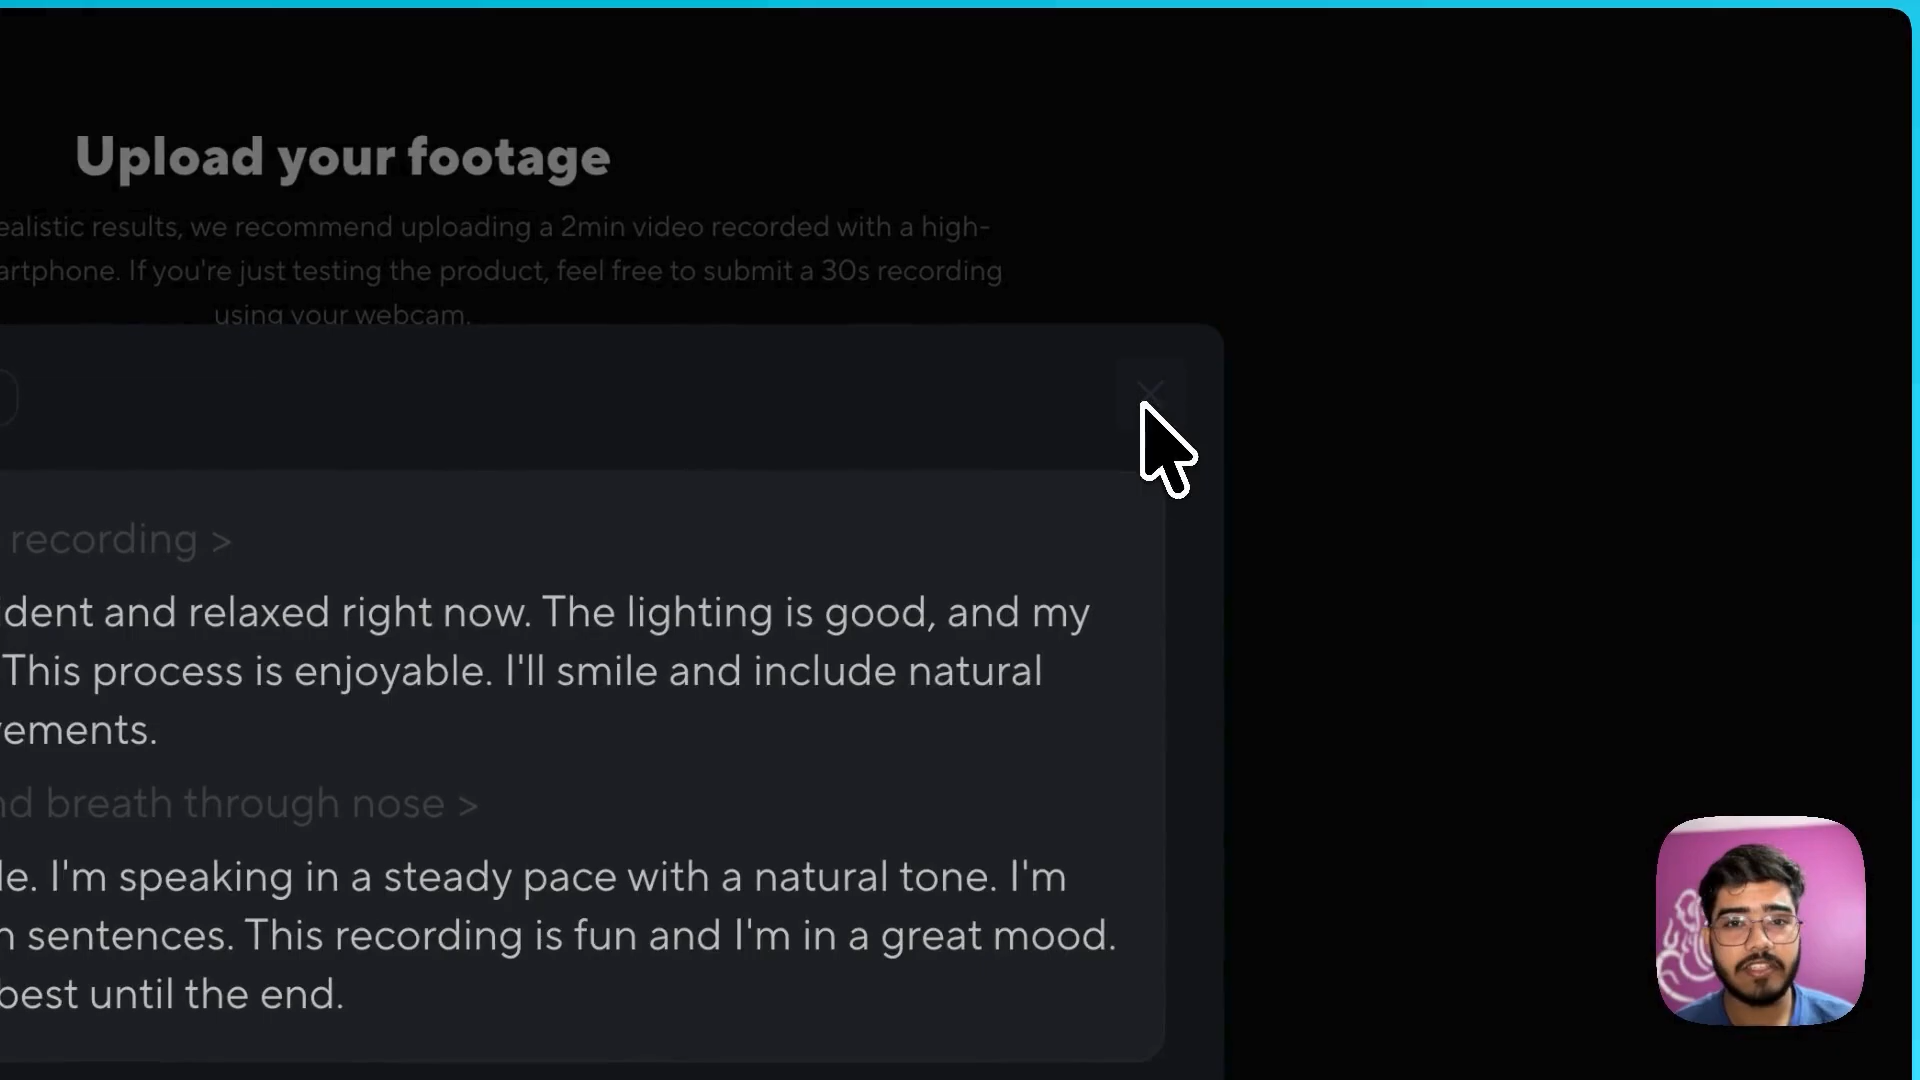 Upload your footage
ealistic results, we recommend uploading a 2min video recorded with a high-
artphone. If you're just testing the product, feel free to submit a 30s recording
using your webcam.
recording >
dent and relaxed right now. The lighting is good, and my
This process is enjoyable. I'll smile and include natural
ements.
nd breath through nose >
le. I'm speaking in a steady pace with a natural tone. I'm
n sentences. This recording is fun and I'm in a great mood.
best until the end.